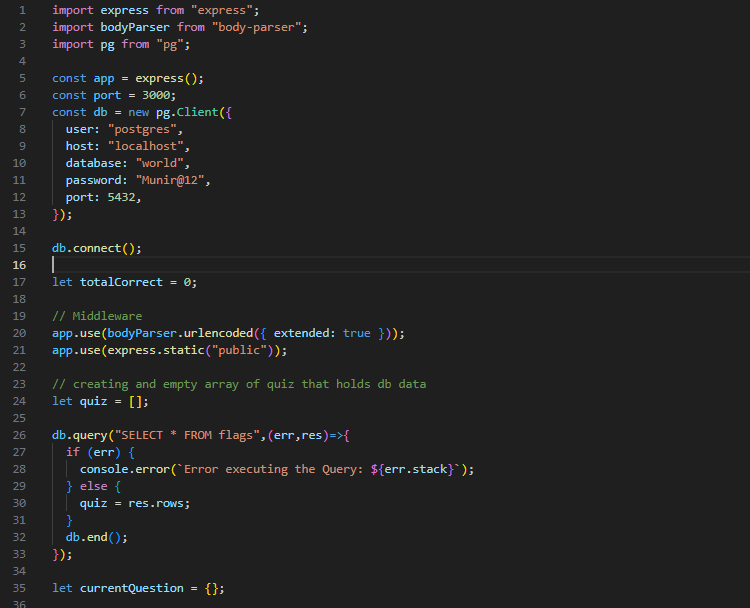 1 import express from "express";
2 import bodyParser from "body-parser";
3 import pg from "pg";
4
5 const app = express();
6 const port = 3000;
7 const db = new pg.Client({
8   user: "postgres",
9   host: "localhost",
10   database: "world",
11   password: "Munir@12",
12   port: 5432,
13 });
14
15 db.connect();
16
17 let totalCorrect = 0;
18
19 // Middleware
20 app.use(bodyParser.urlencoded({ extended: true }));
21 app.use(express.static("public"));
22
23 // creating and empty array of quiz that holds db data
24 let quiz = [];
25
26 db.query("SELECT * FROM flags",(err,res)=>{
27   if (err) {
28     console.error(`Error executing the Query: ${err.stack}`);
29   } else {
30     quiz = res.rows;
31   }
32   db.end();
33 });
34
35 let currentQuestion = {};
36